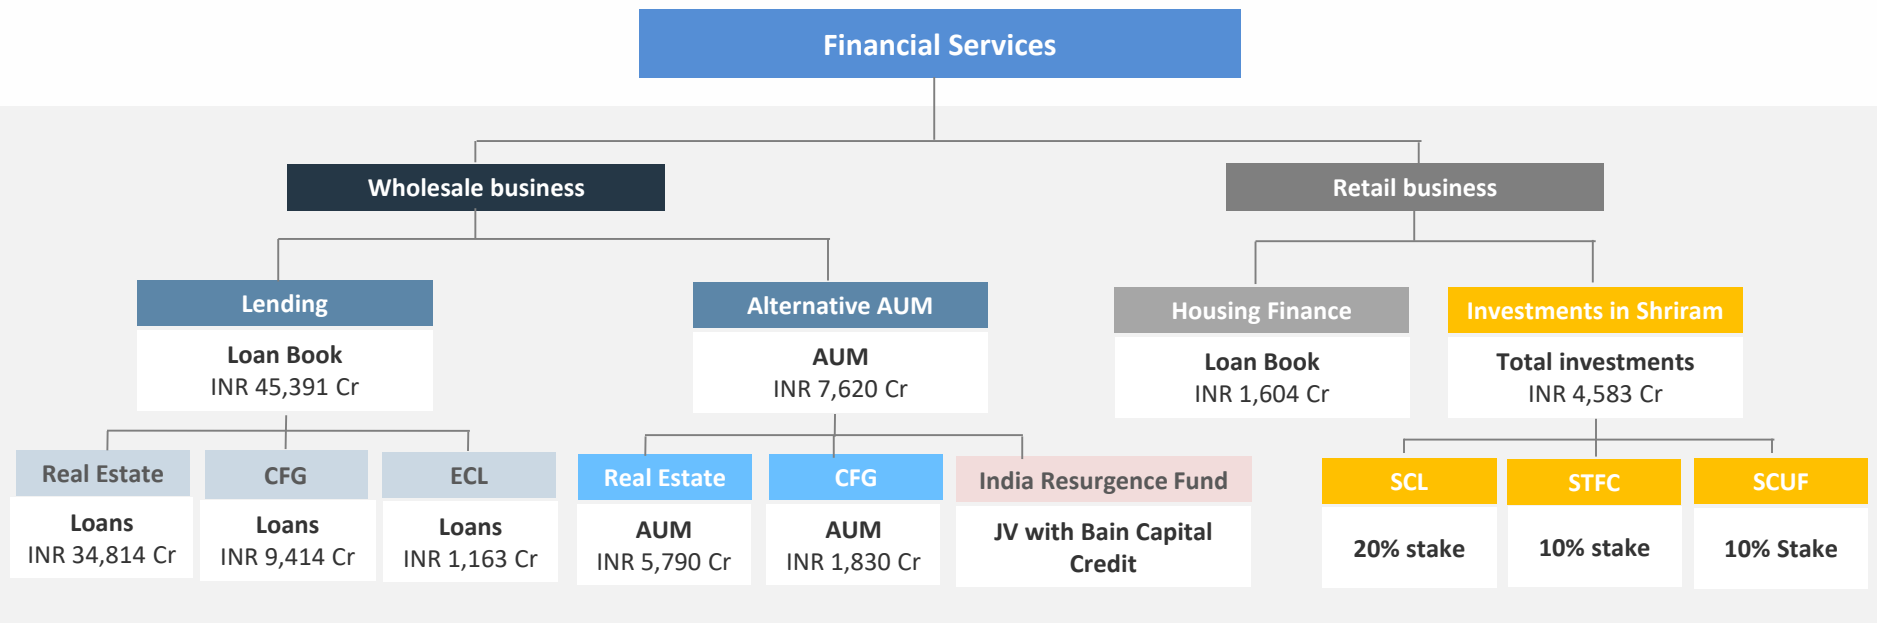 Financial Services
Wholesale business
Retail business
Lending
Loan Book
INR 45,391 Cr
Alternative AUM
AUM
INR 7,620 Cr
Housing Finance
Loan Book
INR 1,604 Cr
Investments in Shriram
Total investments
INR 4,583 Cr
Real Estate
Loans
INR 34,814 Cr
CFG
Loans
INR 9,414 Cr
ECL
Loans
INR 1,163 Cr
Real Estate
AUM
INR 5,790 Cr
CFG
AUM
INR 1,830 Cr
India Resurgence Fund
JV with Bain Capital
Credit
SCL
20% stake
STFC
10% stake
SCUF
10% Stake